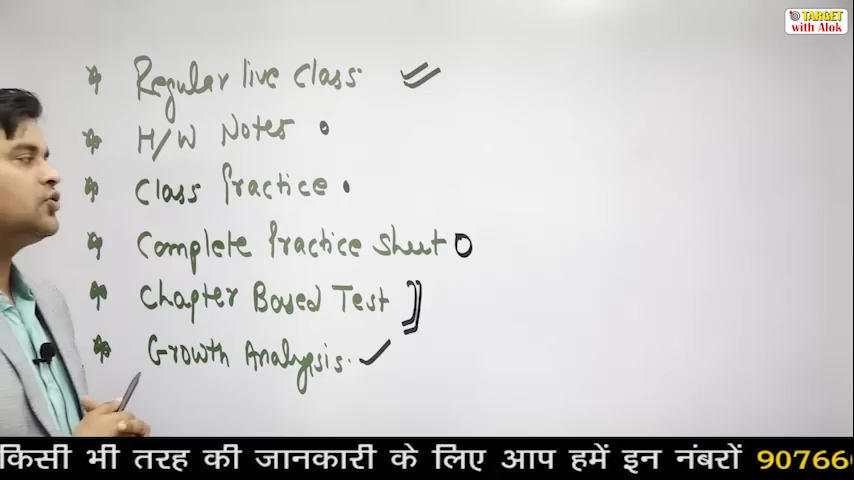 TARGET
with Alok
* Regular live class
* H/W Notes
* Class Practice
* Complete Practice Sheet
* Chapter Based Test
* Growth Analysis
किसी भी तरह की जानकारी के लिए आप हमें इन नंबरों 90766